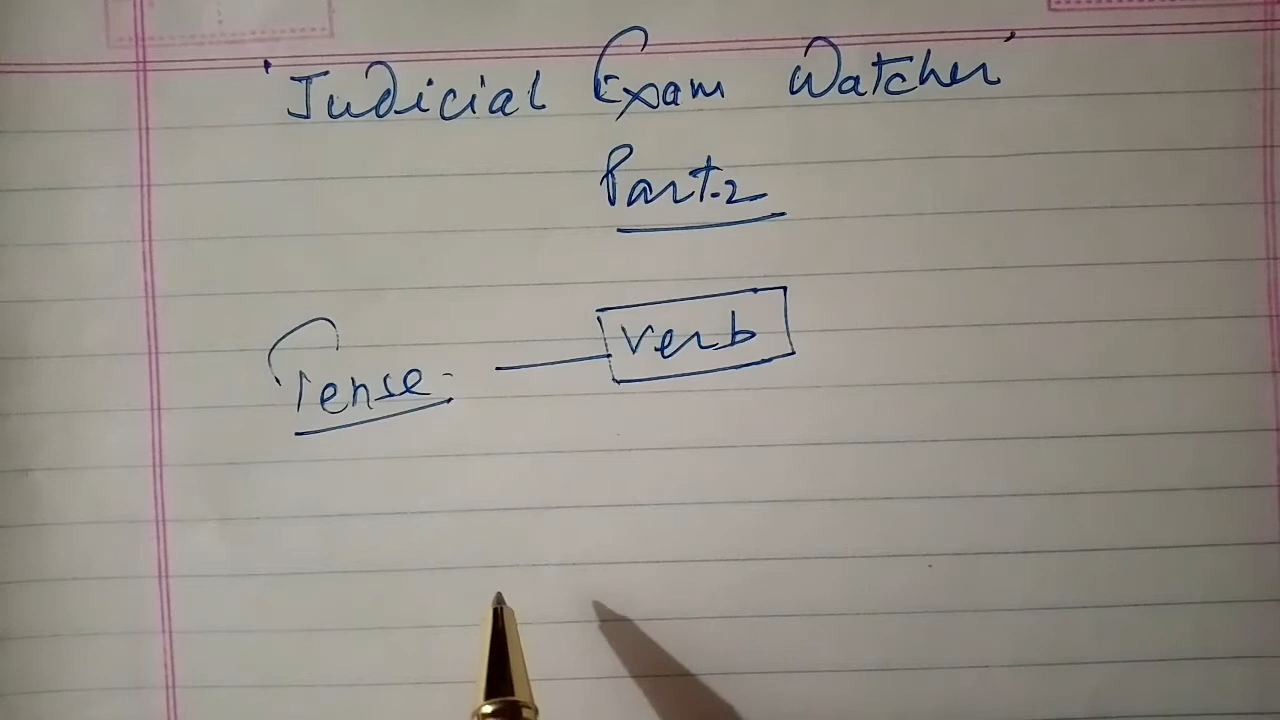 'Judicial Exam Watcher'
Part-2
Tense - — Verb